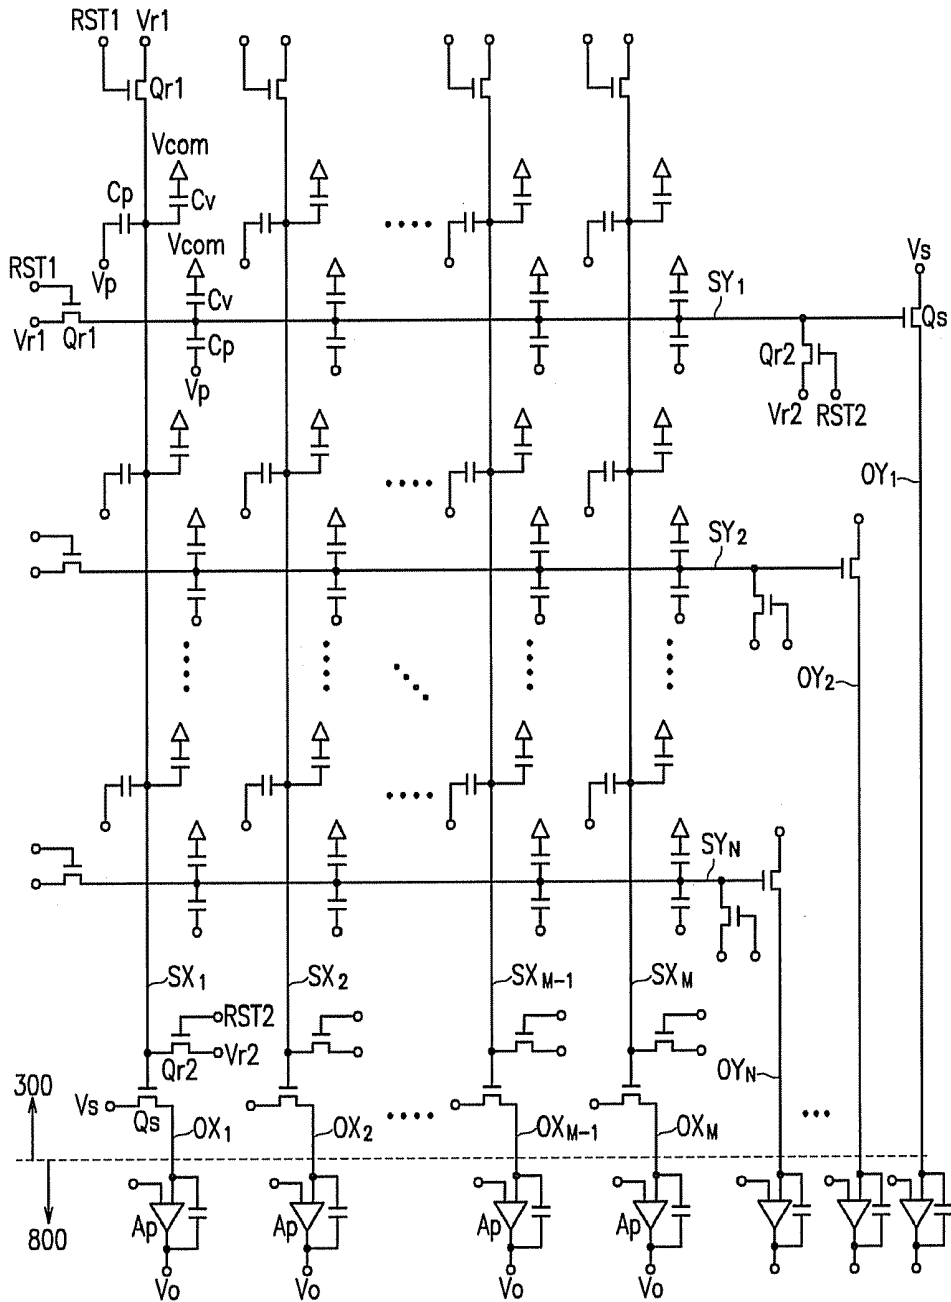 RST1 Vr1
Qr1
Vcom
Cp
Cv
Vp
Vcom
RST1
Cv
SY1
Vs
Vr1
Qr1
Cp
Vp
Qs
Qr2
Vr2 RST2
OY1
SY2
OY2
SYN
SX1
SX2
SXM-1
SXM
RST2
Vr2
Qr2
OYN
300
Vs
Qs
OX1
OX2
OXM-1
OXM
800
Ap
Ap
Ap
Ap
Vo
Vo
Vo
Vo